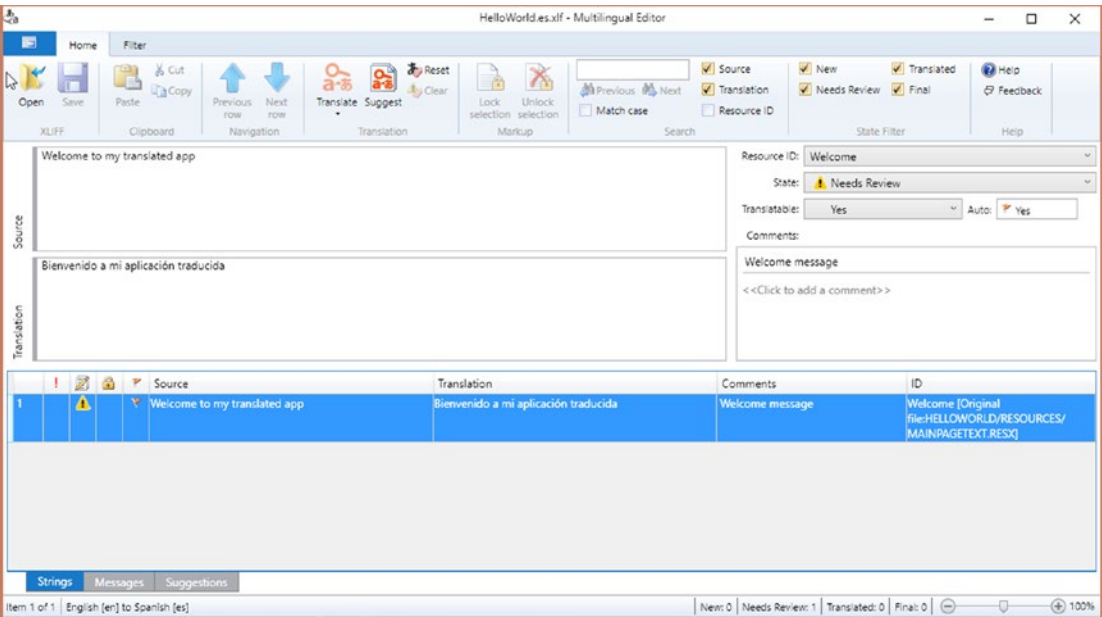 HelloWorld.es.xlf - Multilingual Editor
Home Filter
Open Save
XLIFF
Paste Cut Copy
Clipboard
Previous row Next row
Navigation
Translate Suggest Reset Clear
Translation
Lock selection Unlock selection
Markup
Previous Next
Match case
Source
Translation
Resource ID
Search
New Translated
Needs Review Final
State Filter
Help
Feedback
Help
Source
Welcome to my translated app
Translation
Bienvenido a mi aplicación traducida
Resource ID: Welcome
State: Needs Review
Translatable: Yes Auto: Yes
Comments:
Welcome message
<<Click to add a comment>>
! Source Translation Comments ID
1 Welcome to my translated app Bienvenido a mi aplicación traducida Welcome message Welcome [Original
file:HELLOWORLD/RESOURCES/
MAINPAGETEXT.RESX]
Strings Messages Suggestions
Item 1 of 1 English [en] to Spanish [es] New: 0 Needs Review: 1 Translated: 0 Final: 0 100%